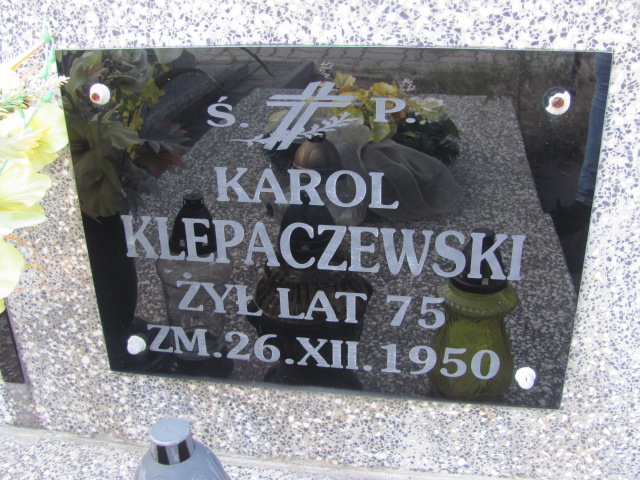 Ś. P.
KAROL
KLEPACZEWSKI
ŻYŁ LAT 75
ZM.26.XII.1950